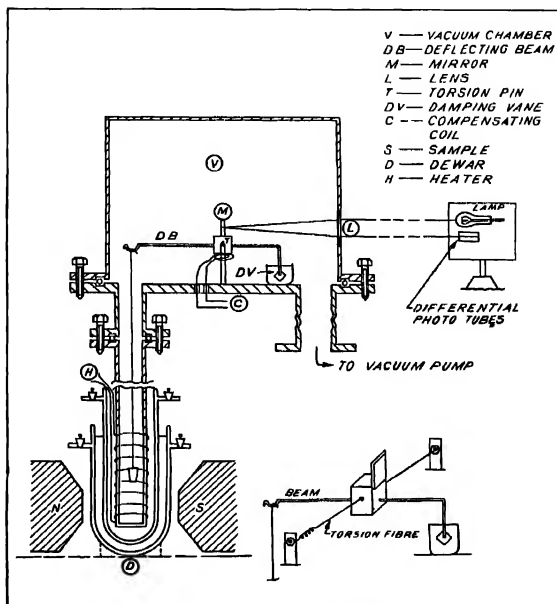 V — VACUUM CHAMBER
DB — DEFLECTING BEAM
M — MIRROR
L — LENS
T — TORSION PIN
DV — DAMPING VANE
C -- COMPENSATING
COIL
S — SAMPLE
D — DEWAR
H — HEATER
V
M
LAMP
L
DB
T
DV
C
DIFFERENTIAL
PHOTO TUBES
TO VACUUM PUMP
H
N
S
D
BEAM
TORSION FIBRE